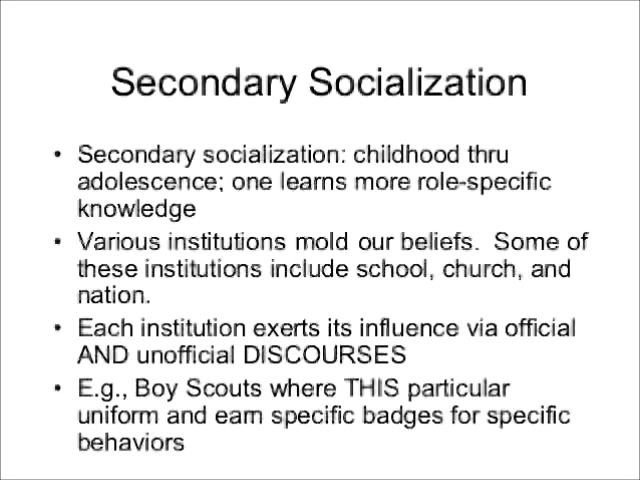 Secondary Socialization
• Secondary socialization: childhood thru
adolescence; one learns more role-specific
knowledge
• Various institutions mold our beliefs.  Some of
these institutions include school, church, and
nation.
• Each institution exerts its influence via official
AND unofficial DISCOURSES
• E.g., Boy Scouts where THIS particular
uniform and earn specific badges for specific
behaviors